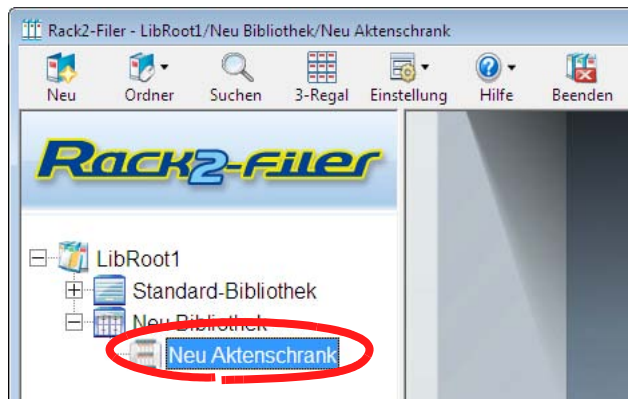 Rack2-Filer - LibRoot1/Neu Bibliothek/Neu Aktenschrank
Neu Ordner Suchen 3-Regal Einstellung Hilfe Beenden
Rack2-Filer
LibRoot1
Standard-Bibliothek
Neu Bibliothek
Neu Aktenschrank